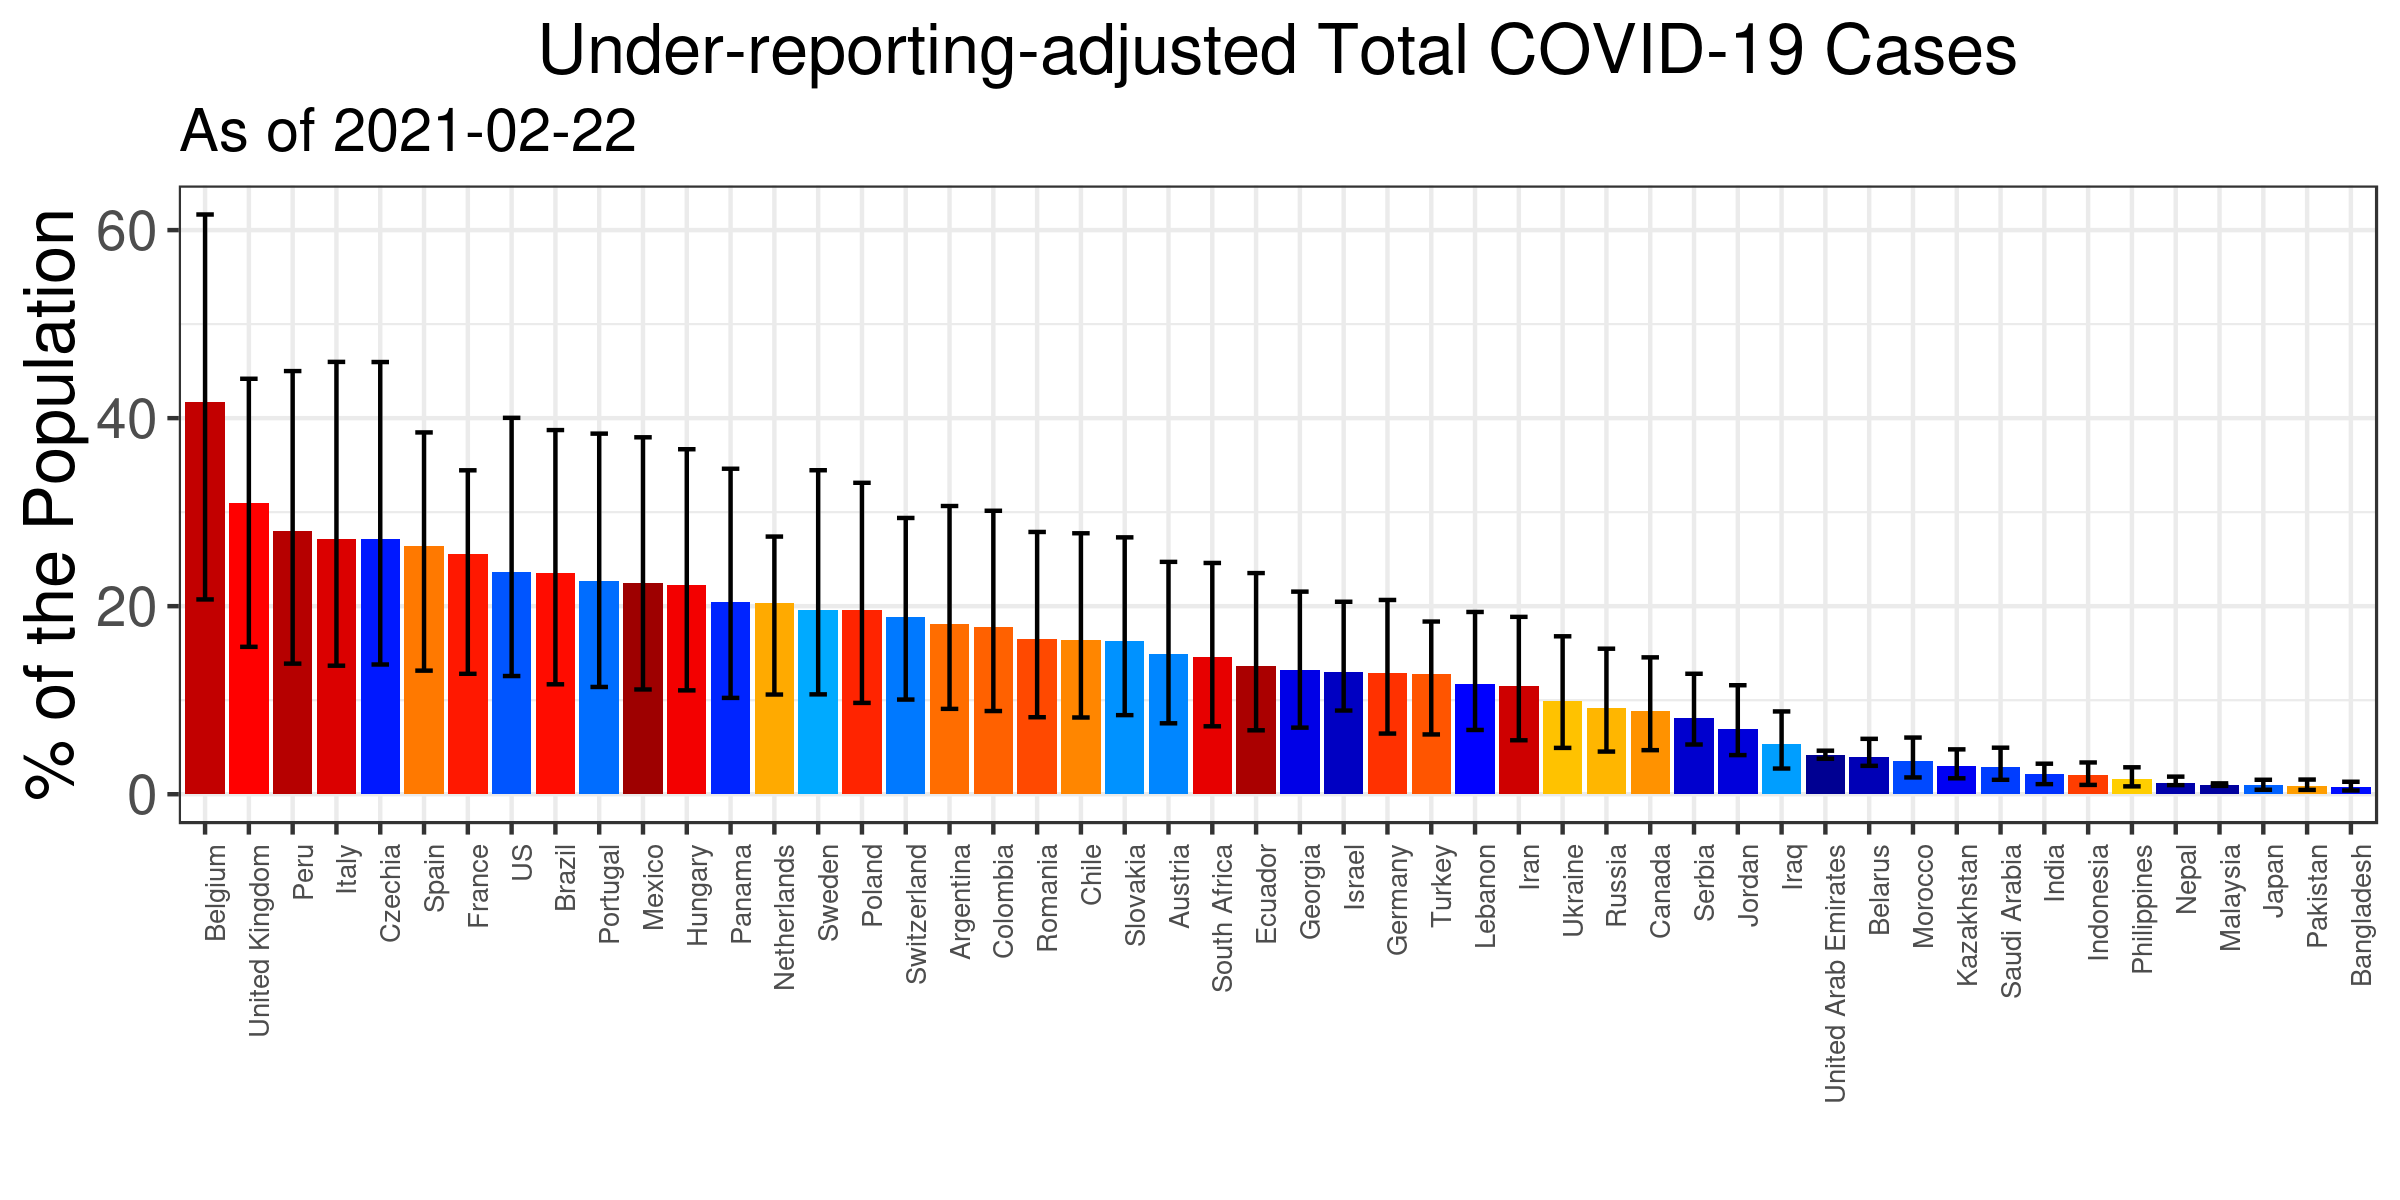 Under-reporting-adjusted Total COVID-19 Cases
As of 2021-02-22
% of the Population
60
40
20
0
Belgium
United Kingdom
Peru
Italy
Czechia
Spain
France
US
Brazil
Portugal
Mexico
Hungary
Panama
Netherlands
Sweden
Poland
Switzerland
Argentina
Colombia
Romania
Chile
Slovakia
Austria
South Africa
Ecuador
Georgia
Israel
Germany
Turkey
Lebanon
Iran
Ukraine
Russia
Canada
Serbia
Jordan
Iraq
United Arab Emirates
Belarus
Morocco
Kazakhstan
Saudi Arabia
India
Indonesia
Philippines
Nepal
Malaysia
Japan
Pakistan
Bangladesh